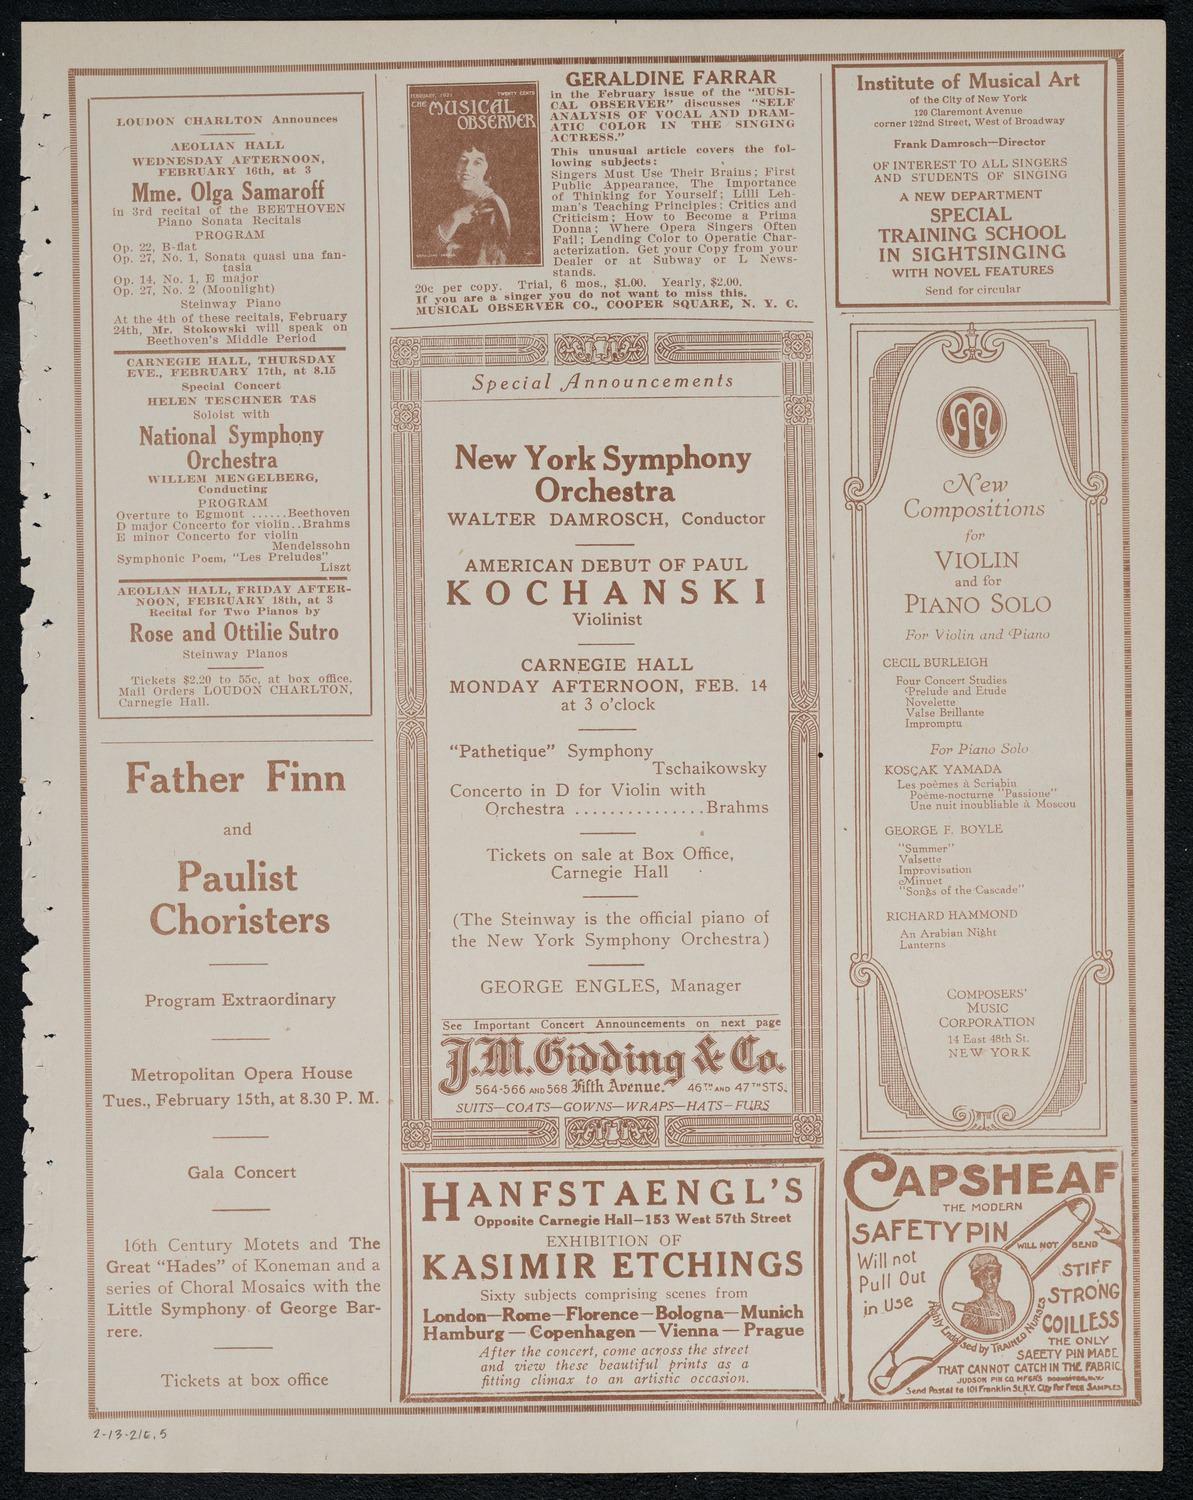 LOUDON CHARLTON Announces
AEOLIAN HALL
WEDNESDAY AFTERNOON,
FEBRUARY 16th, at 3
Mme. Olga Samaroff
in 3rd recital of the BEETHOVEN
Piano Sonata Recitals
PROGRAM
Op. 22, B-flat
Op. 27, No. 1, Sonata quasi una fan-
tasia
Op. 14, No. 1, E major
Op. 27, No. 2 (Moonlight)
Steinway Piano
At the 4th of these recitals, February
24th, Mr. Stokowski will speak on
Beethoven's Middle Period
CARNEGIE HALL, THURSDAY
EVE., FEBRUARY 17th, at 8.15
Special Concert
HELEN TESCHNER TAS
Soloist with
National Symphony
Orchestra
WILLEM MENGELBERG,
Conducting
PROGRAM
Overture to Egmont ......Beethoven
D major Concerto for violin..Brahms
E minor Concerto for violin
Mendelssohn
Symphonic Poem, "Les Preludes"
Liszt
AEOLIAN HALL, FRIDAY AFTER-
NOON, FEBRUARY 18th, at 3
Recital for Two Pianos by
Rose and Ottilie Sutro
Steinway Pianos
Tickets $2.20 to 55c, at box office.
Mail Orders LOUDON CHARLTON,
Carnegie Hall.
Father Finn
and
Paulist
Choristers
Program Extraordinary
Metropolitan Opera House
Tues., February 15th, at 8.30 P. M.
Gala Concert
16th Century Motets and The
Great "Hades" of Koneman and a
series of Choral Mosaics with the
Little Symphony of George Bar-
rere.
Tickets at box office
FEBRUARY, 1921 TWENTY CENTS
THE MUSICAL
OBSERVER
GERALDINE FARRAR
in the February issue of the "MUSI-
CAL OBSERVER" discusses "SELF
ANALYSIS OF VOCAL AND DRAM-
ATIC COLOR IN THE SINGING
ACTRESS."
This unusual article covers the fol-
lowing subjects:
Singers Must Use Their Brains; First
Public Appearance, The Importance
of Thinking for Yourself; Lilli Leh-
man's Teaching Principles; Critics and
Criticism; How to Become a Prima
Donna; Where Opera Singers Often
Fail; Lending Color to Operatic Char-
acterization. Get your Copy from your
Dealer or at Subway or L News-
stands.
20c per copy. Trial, 6 mos., $1.00. Yearly, $2.00.
If you are a singer you do not want to miss this.
MUSICAL OBSERVER CO., COOPER SQUARE, N. Y. C.
Special Announcements
New York Symphony
Orchestra
WALTER DAMROSCH, Conductor
AMERICAN DEBUT OF PAUL
KOCHANSKI
Violinist
CARNEGIE HALL
MONDAY AFTERNOON, FEB. 14
at 3 o'clock
"Pathetique" Symphony
Tschaikowsky
Concerto in D for Violin with
Orchestra ...............Brahms
Tickets on sale at Box Office,
Carnegie Hall
(The Steinway is the official piano of
the New York Symphony Orchestra)
GEORGE ENGLES, Manager
See Important Concert Announcements on next page
J.M. Gidding & Co.
564-566 AND 568 Fifth Avenue. 46TH AND 47TH STS.
SUITS—COATS—GOWNS—WRAPS—HATS—FURS
HANFSTAENGL'S
Opposite Carnegie Hall—153 West 57th Street
EXHIBITION OF
KASIMIR ETCHINGS
Sixty subjects comprising scenes from
London—Rome—Florence—Bologna—Munich
Hamburg—Copenhagen—Vienna—Prague
After the concert, come across the street
and view these beautiful prints as a
fitting climax to an artistic occasion.
Institute of Musical Art
of the City of New York
120 Claremont Avenue
corner 122nd Street, West of Broadway
Frank Damrosch—Director
OF INTEREST TO ALL SINGERS
AND STUDENTS OF SINGING
A NEW DEPARTMENT
SPECIAL
TRAINING SCHOOL
IN SIGHTSINGING
WITH NOVEL FEATURES
Send for circular
New
Compositions
for
VIOLIN
and for
PIANO SOLO
For Violin and Piano
CECIL BURLEIGH
Four Concert Studies
Prelude and Etude
Novelette
Valse Brillante
Impromptu
For Piano Solo
KOSÇAK YAMADA
Les poèmes à Scriabin
Poème-nocturne "Passione"
Une nuit inoubliable à Moscou
GEORGE F. BOYLE
"Summer"
Valsette
Improvisation
Minuet
"Songs of the Cascade"
RICHARD HAMMOND
An Arabian Night
Lanterns
COMPOSERS'
MUSIC
CORPORATION
14 East 48th St.
NEW YORK
CAPSHEAF
THE MODERN
SAFETY PIN
WILL NOT BEND
Will not
Pull Out
in Use
STIFF
STRONG
COILLESS
Highly Endorsed by TRAINED NURSES
THE ONLY
SAFETY PIN MADE
THAT CANNOT CATCH IN THE FABRIC
JUDSON PIN CO. MFGRS. ROCHESTER, N.Y.
Send Postal to 101 Franklin St. N.Y. City For FREE SAMPLES
2-13-21E.5